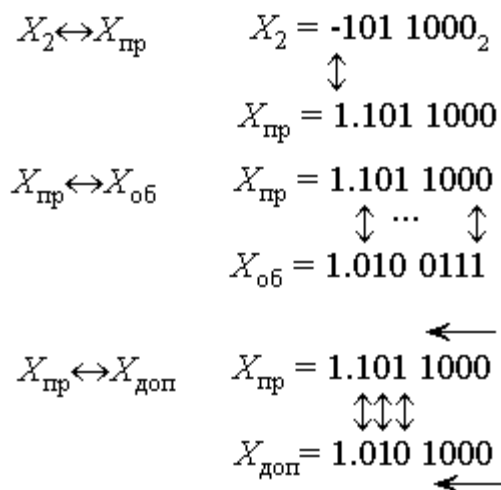 X₂↔Xпр X₂ = -101 1000₂
↕
Xпр = 1.101 1000
Xпр↔Xоб Xпр = 1.101 1000
↕ ... ↕
Xоб = 1.010 0111
←
Xпр↔Xдоп Xпр = 1.101 1000
↕↕↕
Xдоп= 1.010 1000
←